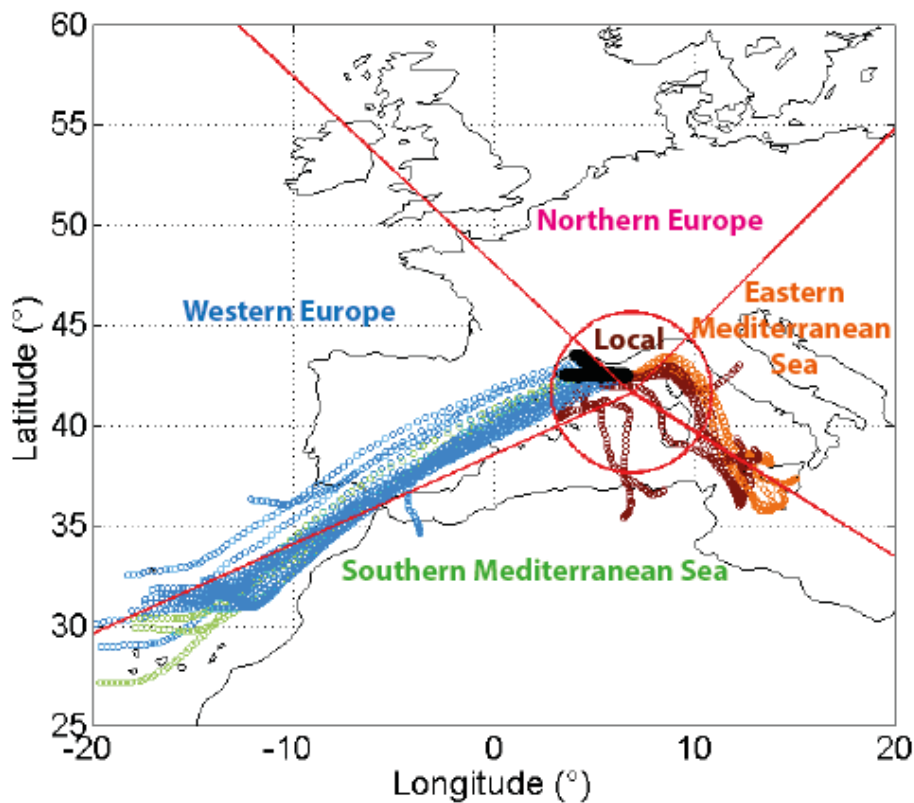 60
55
50
45
40
35
30
25
Latitude (°)
Northern Europe
Western Europe
Eastern
Mediterranean
Sea
Local
Southern Mediterranean Sea
-20
-10
0
10
20
Longitude (°)